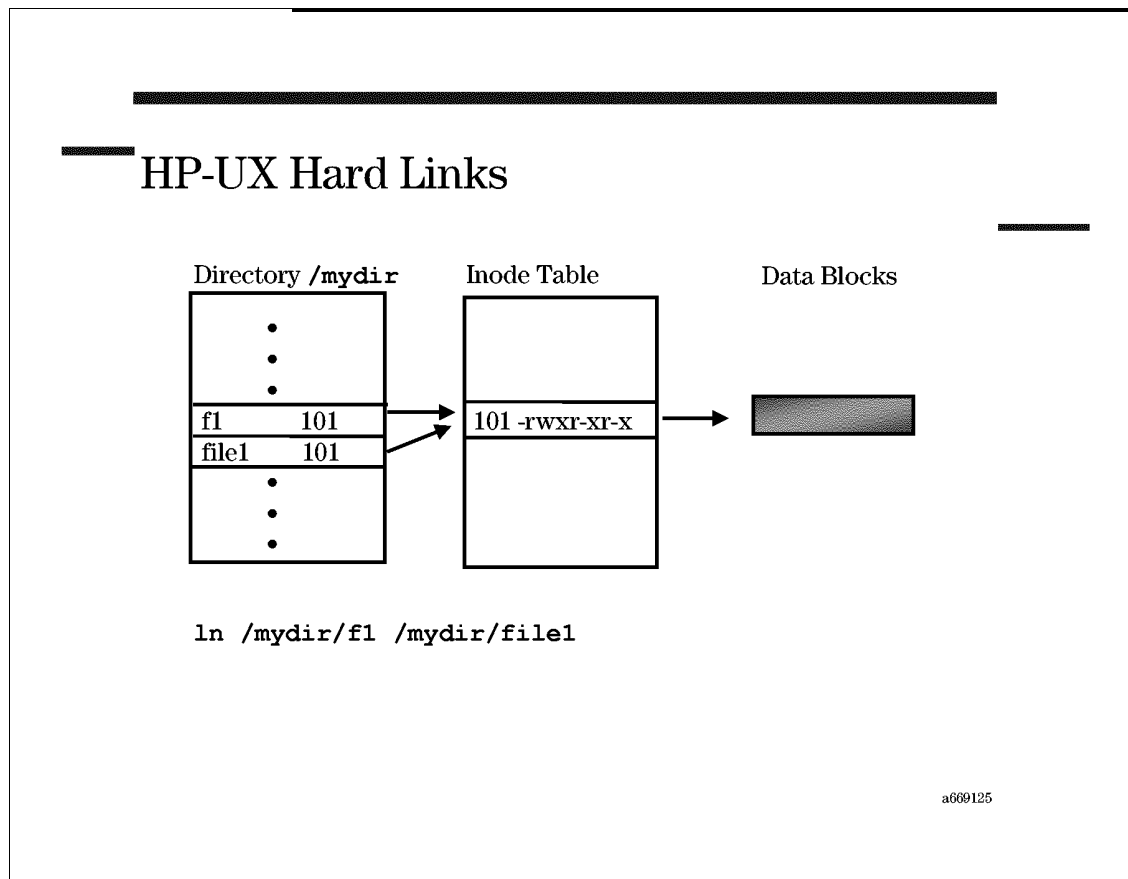 HP-UX Hard Links
Directory /mydir
Inode Table
Data Blocks
f1 101
file1 101
101 -rwxr-xr-x
ln /mydir/f1 /mydir/file1
a669125